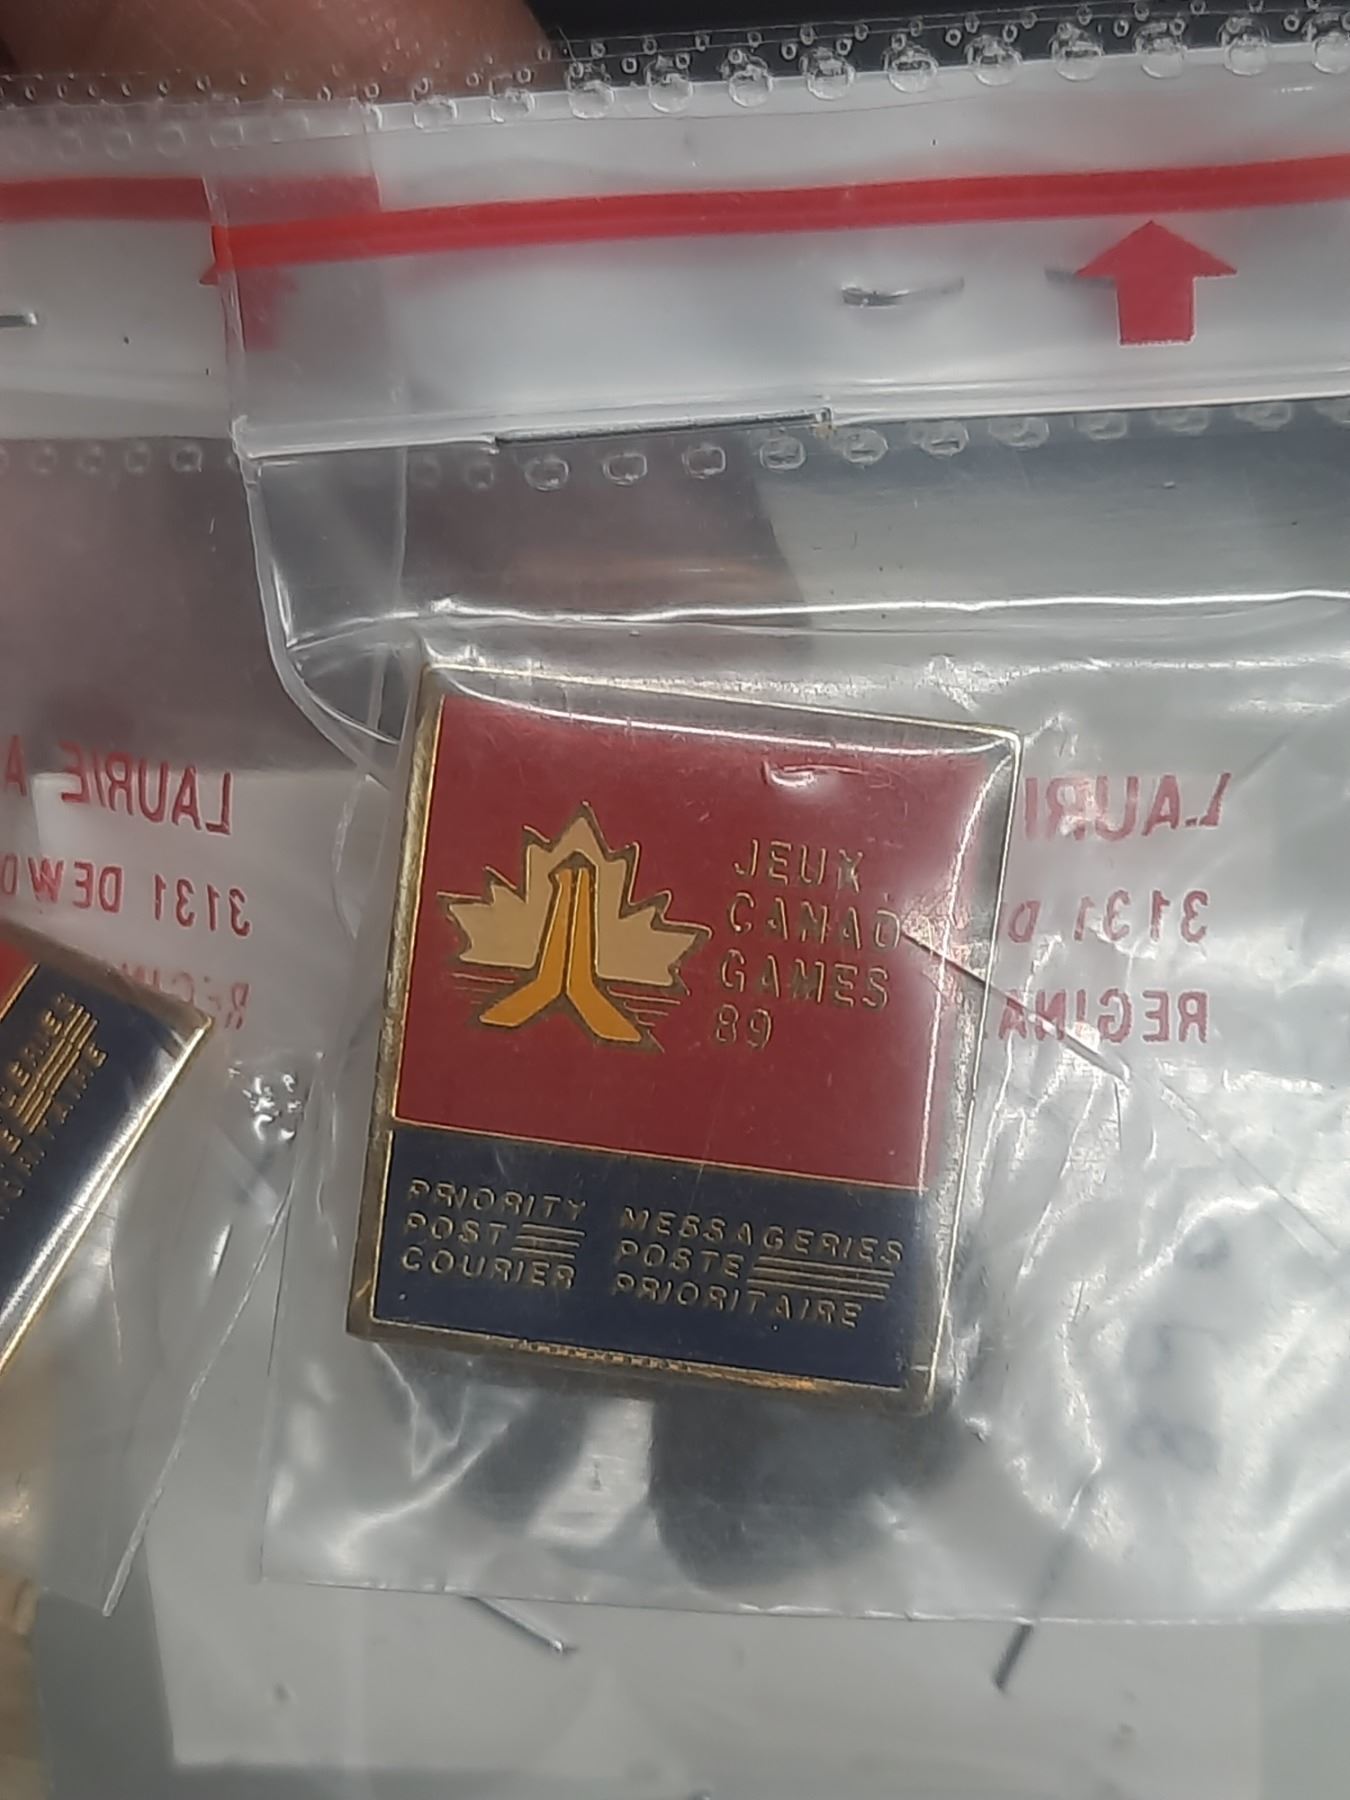 JEUX
CANADA
GAMES
89
PRIORITY
POST
COURIER
MESSAGERIES
POSTE
PRIORITAIRE
LAURIE A
3131 DEWD
LAURI
3131 D
REGINA